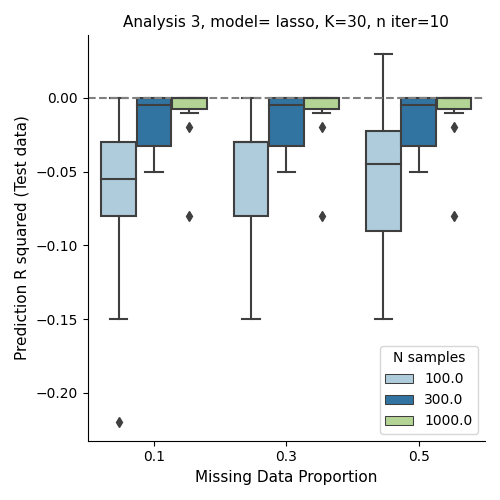 Analysis 3, model= lasso, K=30, n iter=10
Prediction R squared (Test data)
0.00
−0.05
−0.10
−0.15
−0.20
N samples
100.0
300.0
1000.0
0.1
0.3
0.5
Missing Data Proportion